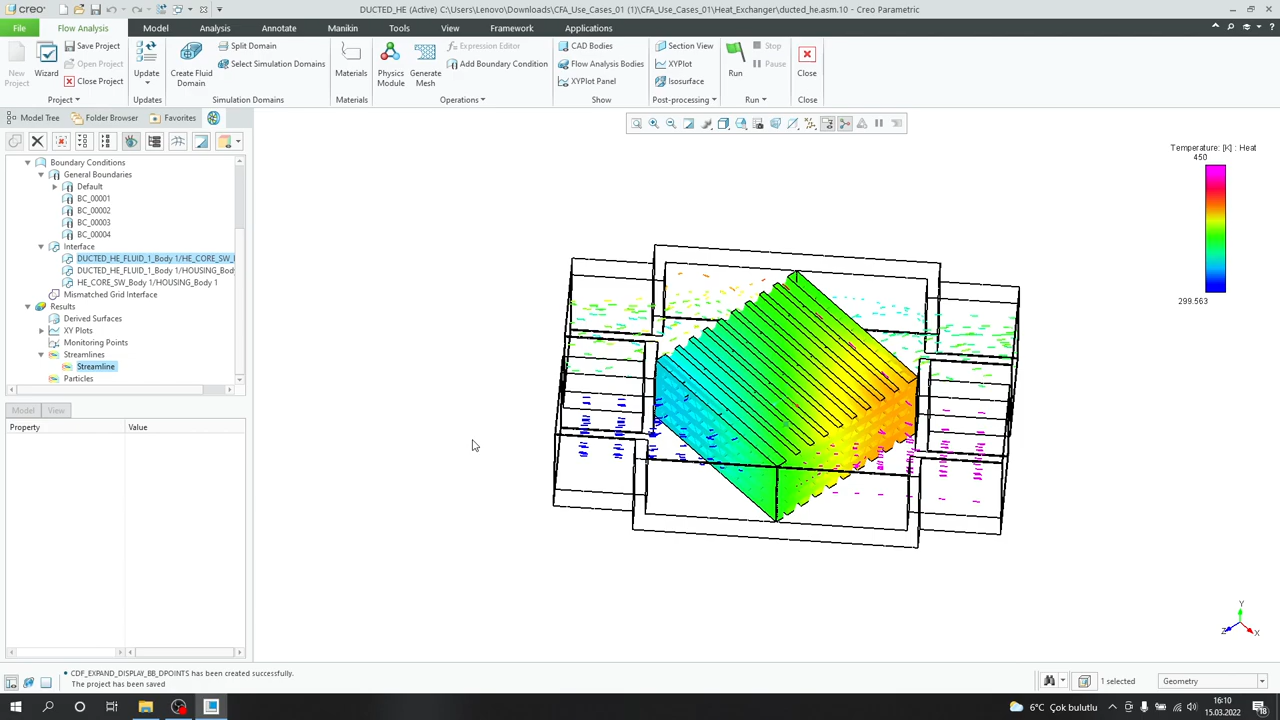 creo
DUCTED_HE (Active) C:\Users\Lenovo\Downloads\CFA_Use_Cases_01 (1)\CFA_Use_Cases_01\Heat_Exchanger\ducted_he.asm.10 - Creo Parametric
File Flow Analysis Model Analysis Annotate Manikin Tools View Framework Applications
New Project
Wizard
Save Project
Open Project
Close Project
Project
Update
Updates
Create Fluid Domain
Split Domain
Select Simulation Domains
Simulation Domains
Materials
Materials
Physics Module
Generate Mesh
Expression Editor
Add Boundary Condition
Operations
CAD Bodies
Flow Analysis Bodies
XYPlot Panel
Show
Section View
XYPlot
Isosurface
Post-processing
Run
Stop
Pause
Run
Close
Close
Model Tree Folder Browser Favorites
Boundary Conditions
General Boundaries
Default
BC_00001
BC_00002
BC_00003
BC_00004
Interface
DUCTED_HE_FLUID_1_Body 1/HE_CORE_SW_
DUCTED_HE_FLUID_1_Body 1/HOUSING_Bod
HE_CORE_SW_Body 1/HOUSING_Body 1
Mismatched Grid Interface
Results
Derived Surfaces
XY Plots
Monitoring Points
Streamlines
Streamline
Particles
Model View
Property Value
Temperature: [K] : Heat
450
299.563
Y
Z X
CDF_EXPAND_DISPLAY_BB_DPOINTS has been created successfully.
The project has been saved
1 selected
Geometry
6°C Çok bulutlu
16:10
15.03.2022
18